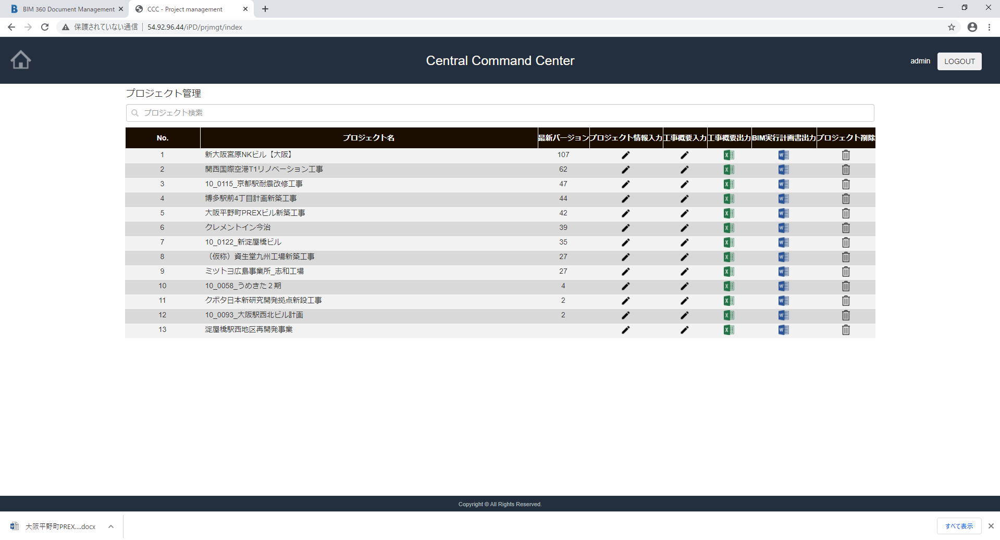 BIM 360 Document Management
CCC - Project management
保護されていない通信 54.92.96.44/iPD/prjmgt/index
Central Command Center
admin LOGOUT
プロジェクト管理
プロジェクト検索
No. プロジェクト名 最新バージョン プロジェクト情報入力 工事概要入力 工事概要出力 BIM実行計画書出力 プロジェクト削除
1 新大阪宮原NKビル【大阪】 107
2 関西国際空港T1リノベーション工事 62
3 10_0115_京都駅耐震改修工事 47
4 博多駅前4丁目計画新築工事 44
5 大阪平野町PREXビル新築工事 42
6 クレメントイン今治 39
7 10_0122_新淀屋橋ビル 35
8 （仮称）資生堂九州工場新築工事 27
9 ミツトヨ広島事業所_志和工場 27
10 10_0058_うめきた２期 4
11 クボタ日本新研究開発拠点新設工事 2
12 10_0093_大阪駅西北ビル計画 2
13 淀屋橋駅西地区再開発事業
Copyright © All Rights Reserved.
大阪平野町PREX....docx すべて表示